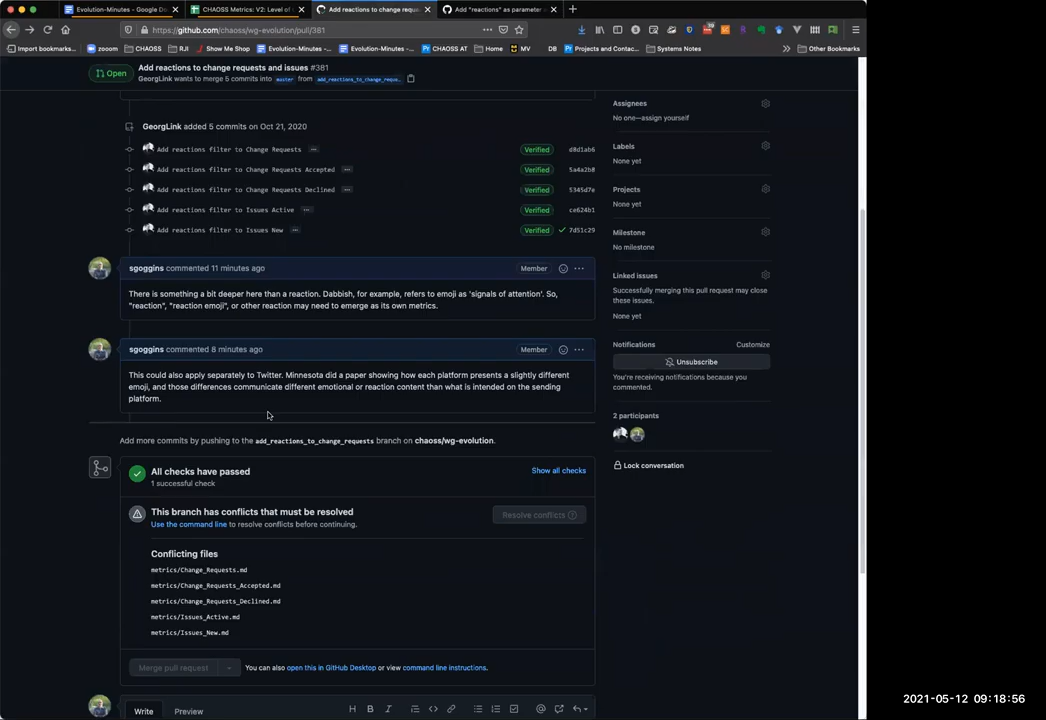 Evolution-Minutes - Google Do
CHAOSS Metrics: V2: Level of
Add reactions to change requ
Add "reactions" as parameter
https://github.com/chaoss/wg-evolution/pull/381
Import bookmarks...
zooom
CHAOSS
RJI
Show Me Shop
Evolution-Minutes -...
Evolution-Minutes -...
CHAOSS AT
Home
MV
DB
Projects and Contac...
Systems Notes
Other Bookmarks
Open
Add reactions to change requests and issues #381
GeorgLink wants to merge 5 commits into master from add_reactions_to_change_reque…
GeorgLink added 5 commits on Oct 21, 2020
Add reactions filter to Change Requests ... Verified d8d1ab6
Add reactions filter to Change Requests Accepted ... Verified 5a4a2b8
Add reactions filter to Change Requests Declined ... Verified 5345d7e
Add reactions filter to Issues Active ... Verified ce624b1
Add reactions filter to Issues New ... Verified 7d51c29
sgoggins commented 11 minutes ago Member
There is something a bit deeper here than a reaction. Dabbish, for example, refers to emoji as 'signals of attention'. So,
"reaction", "reaction emoji", or other reaction may need to emerge as its own metrics.
sgoggins commented 8 minutes ago Member
This could also apply separately to Twitter. Minnesota did a paper showing how each platform presents a slightly different
emoji, and those differences communicate different emotional or reaction content than what is intended on the sending
platform.
Add more commits by pushing to the add_reactions_to_change_requests branch on chaoss/wg-evolution.
All checks have passed
1 successful check
Show all checks
This branch has conflicts that must be resolved
Use the command line to resolve conflicts before continuing.
Resolve conflicts
Conflicting files
metrics/Change_Requests.md
metrics/Change_Requests_Accepted.md
metrics/Change_Requests_Declined.md
metrics/Issues_Active.md
metrics/Issues_New.md
Merge pull request
You can also open this in GitHub Desktop or view command line instructions.
Write
Preview
Assignees
No one—assign yourself
Labels
None yet
Projects
None yet
Milestone
No milestone
Linked issues
Successfully merging this pull request may close
these issues.
None yet
Notifications
Customize
Unsubscribe
You're receiving notifications because you
commented.
2 participants
Lock conversation
2021-05-12 09:18:56